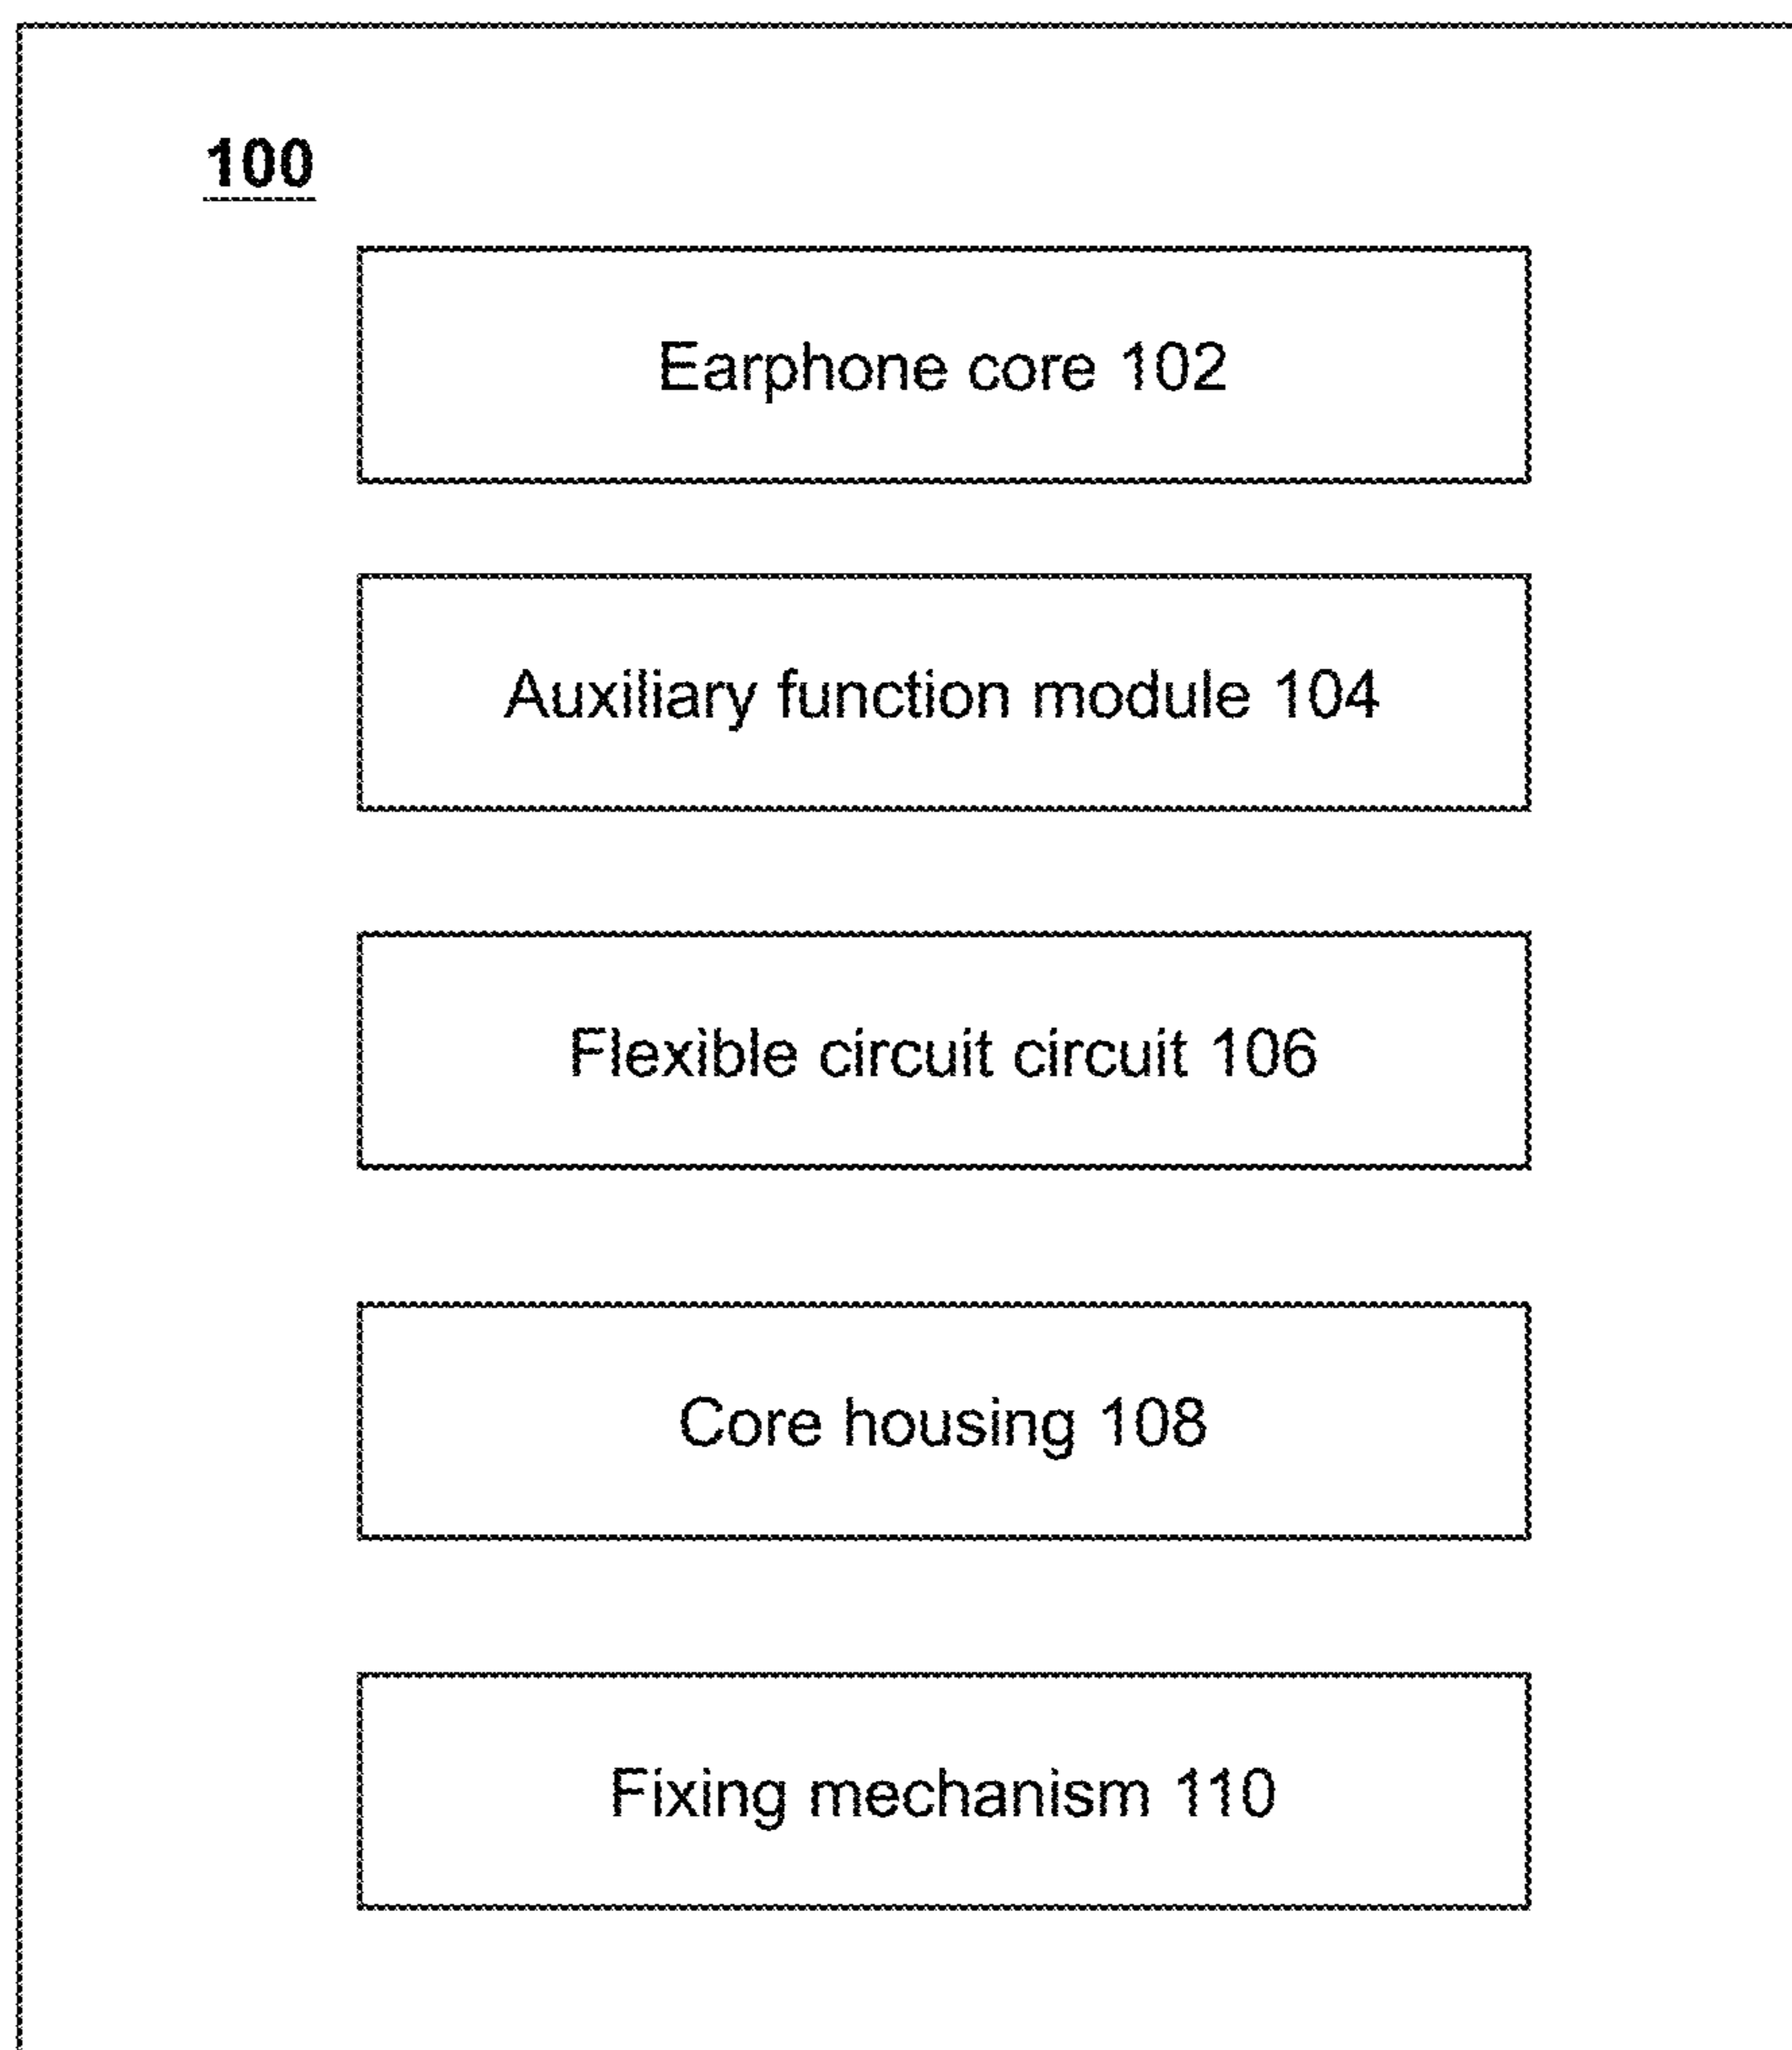 100
Earphone core 102
Auxiliary function module 104
Flexible circuit circuit 106
Core housing 108
Fixing mechanism 110